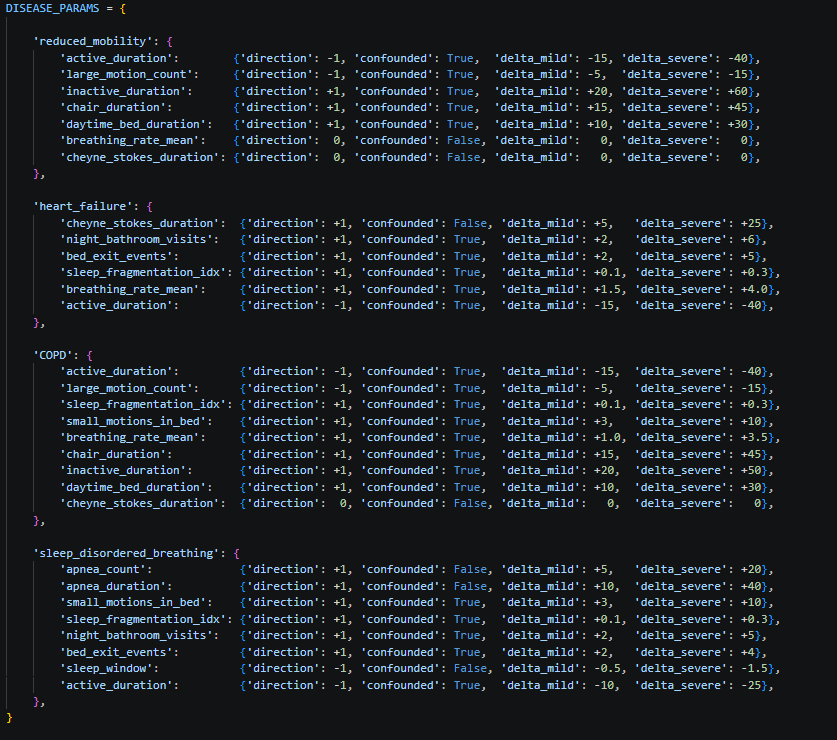 DISEASE_PARAMS = {
    'reduced_mobility': {
        'active_duration':        {'direction': -1, 'confounded': True,  'delta_mild': -15, 'delta_severe': -40},
        'large_motion_count':     {'direction': -1, 'confounded': True,  'delta_mild': -5,  'delta_severe': -15},
        'inactive_duration':      {'direction': +1, 'confounded': True,  'delta_mild': +20, 'delta_severe': +60},
        'chair_duration':         {'direction': +1, 'confounded': True,  'delta_mild': +15, 'delta_severe': +45},
        'daytime_bed_duration':   {'direction': +1, 'confounded': True,  'delta_mild': +10, 'delta_severe': +30},
        'breathing_rate_mean':    {'direction':  0, 'confounded': False, 'delta_mild':   0, 'delta_severe':   0},
        'cheyne_stokes_duration': {'direction':  0, 'confounded': False, 'delta_mild':   0, 'delta_severe':   0},
    },
    'heart_failure': {
        'cheyne_stokes_duration':  {'direction': +1, 'confounded': False, 'delta_mild': +5,   'delta_severe': +25},
        'night_bathroom_visits':   {'direction': +1, 'confounded': True,  'delta_mild': +2,   'delta_severe': +6},
        'bed_exit_events':         {'direction': +1, 'confounded': True,  'delta_mild': +2,   'delta_severe': +5},
        'sleep_fragmentation_idx': {'direction': +1, 'confounded': True,  'delta_mild': +0.1, 'delta_severe': +0.3},
        'breathing_rate_mean':     {'direction': +1, 'confounded': True,  'delta_mild': +1.5, 'delta_severe': +4.0},
        'active_duration':         {'direction': -1, 'confounded': True,  'delta_mild': -15,  'delta_severe': -40},
    },
    'COPD': {
        'active_duration':         {'direction': -1, 'confounded': True,  'delta_mild': -15,  'delta_severe': -40},
        'large_motion_count':      {'direction': -1, 'confounded': True,  'delta_mild': -5,   'delta_severe': -15},
        'sleep_fragmentation_idx': {'direction': +1, 'confounded': True,  'delta_mild': +0.1, 'delta_severe': +0.3},
        'small_motions_in_bed':    {'direction': +1, 'confounded': True,  'delta_mild': +3,   'delta_severe': +10},
        'breathing_rate_mean':     {'direction': +1, 'confounded': True,  'delta_mild': +1.0, 'delta_severe': +3.5},
        'chair_duration':          {'direction': +1, 'confounded': True,  'delta_mild': +15,  'delta_severe': +45},
        'inactive_duration':       {'direction': +1, 'confounded': True,  'delta_mild': +20,  'delta_severe': +50},
        'daytime_bed_duration':    {'direction': +1, 'confounded': True,  'delta_mild': +10,  'delta_severe': +30},
        'cheyne_stokes_duration':  {'direction':  0, 'confounded': False, 'delta_mild':   0,  'delta_severe':   0},
    },
    'sleep_disordered_breathing': {
        'apnea_count':             {'direction': +1, 'confounded': False, 'delta_mild': +5,   'delta_severe': +20},
        'apnea_duration':          {'direction': +1, 'confounded': False, 'delta_mild': +10,  'delta_severe': +40},
        'small_motions_in_bed':    {'direction': +1, 'confounded': True,  'delta_mild': +3,   'delta_severe': +10},
        'sleep_fragmentation_idx': {'direction': +1, 'confounded': True,  'delta_mild': +0.1, 'delta_severe': +0.3},
        'night_bathroom_visits':   {'direction': +1, 'confounded': True,  'delta_mild': +2,   'delta_severe': +5},
        'bed_exit_events':         {'direction': +1, 'confounded': True,  'delta_mild': +2,   'delta_severe': +4},
        'sleep_window':            {'direction': -1, 'confounded': False, 'delta_mild': -0.5, 'delta_severe': -1.5},
        'active_duration':         {'direction': -1, 'confounded': True,  'delta_mild': -10,  'delta_severe': -25},
    },
}